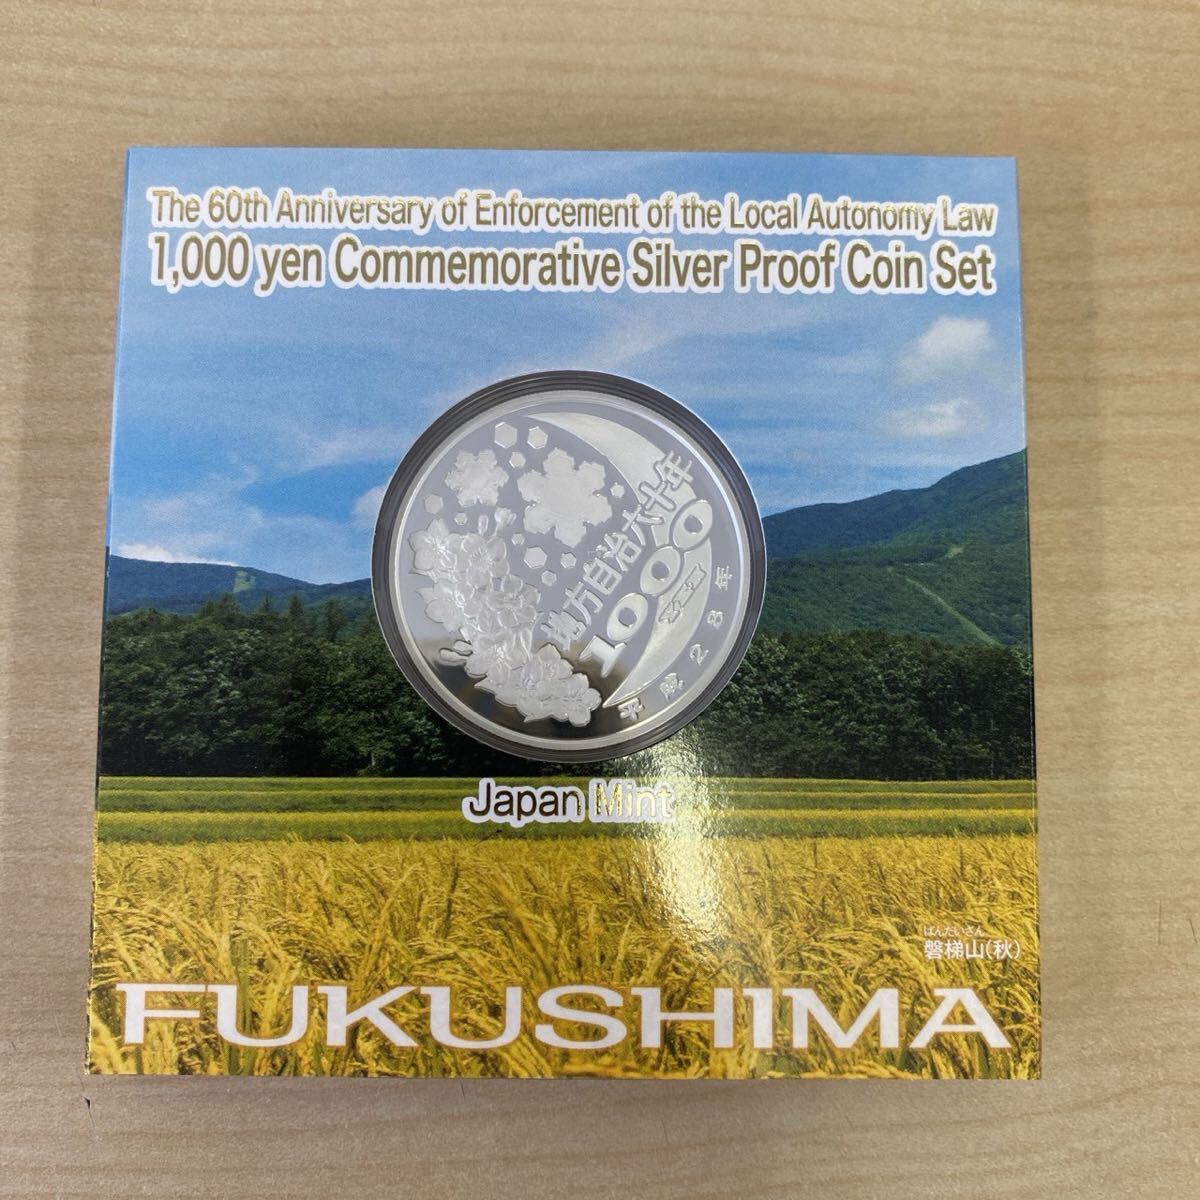 The 60th Anniversary of Enforcement of the Local Autonomy Law
1,000 yen Commemorative Silver Proof Coin Set
地方自治六十年
1000
平成28年
Japan Mint
ばんだいさん
磐梯山(秋)
FUKUSHIMA